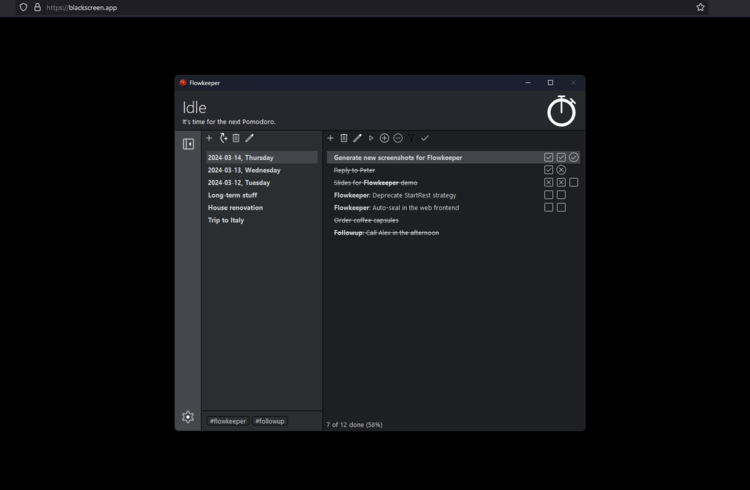 https://blackscreen.app
Flowkeeper
Idle
It's time for the next Pomodoro.
2024-03-14, Thursday
2024-03-13, Wednesday
2024-03-12, Tuesday
Long-term stuff
House renovation
Trip to Italy
#flowkeeper #followup
Generate new screenshots for Flowkeeper
Reply to Peter
Slides for Flowkeeper demo
Flowkeeper: Deprecate StartRest strategy
Flowkeeper: Auto-seal in the web frontend
Order coffee capsules
Followup: Call Alex in the afternoon
7 of 12 done (58%)